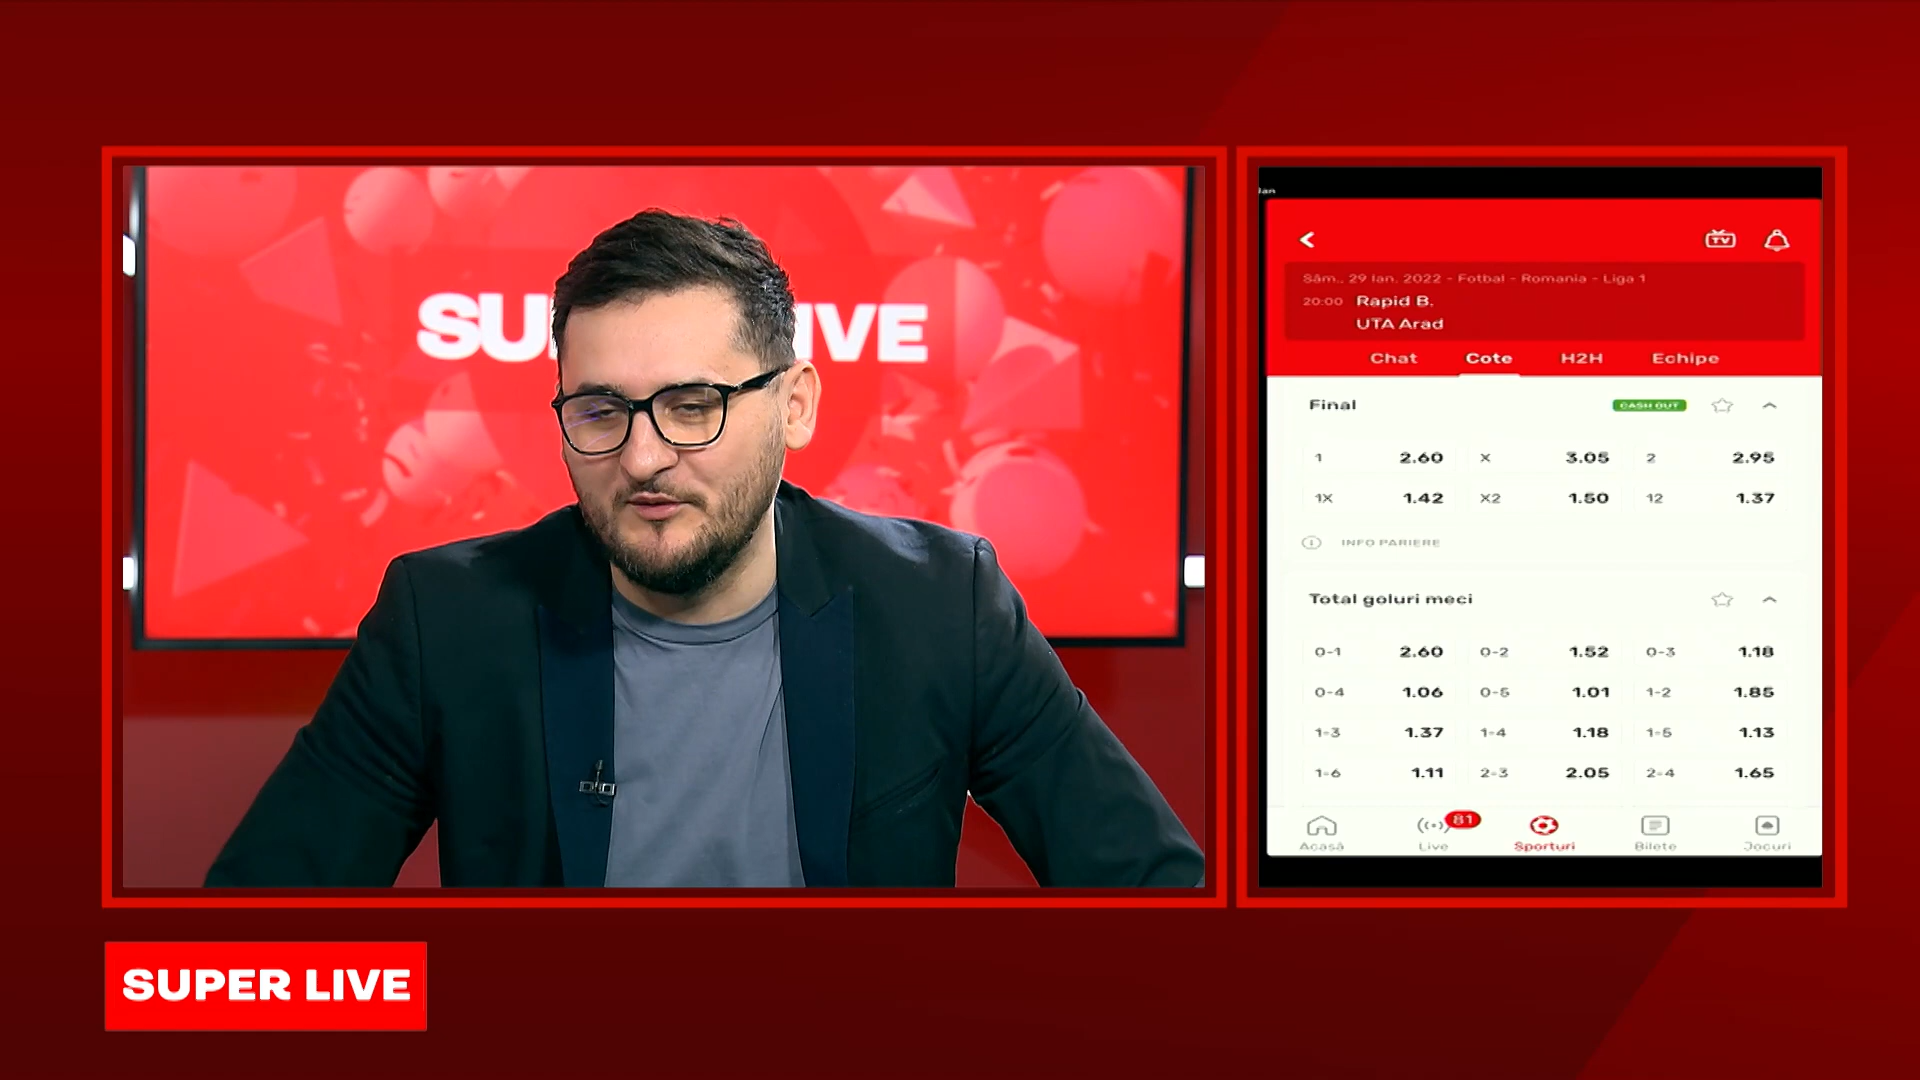 SU IVE
SUPER LIVE
Ian
TV
Sâm., 29 Ian. 2022 - Fotbal - Romania - Liga 1
20:00 Rapid B.
UTA Arad
Chat Cote H2H Echipe
Final CASH OUT
1 2.60 X 3.05 2 2.95
1X 1.42 X2 1.50 12 1.37
INFO PARIERE
Total goluri meci
0-1 2.60 0-2 1.52 0-3 1.18
0-4 1.06 0-5 1.01 1-2 1.85
1-3 1.37 1-4 1.18 1-5 1.13
1-6 1.11 2-3 2.05 2-4 1.65
81
Acasă Live Sporturi Bilete Jocuri